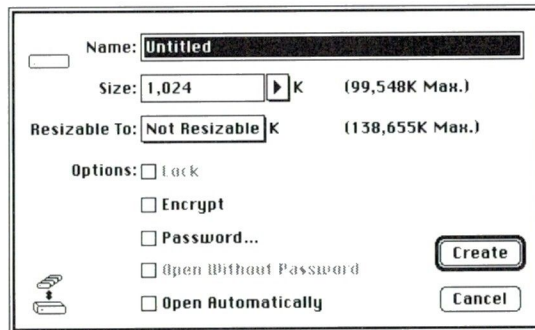 Name: Untitled
Size: 1,024 K (99,548K Max.)
Resizable To: Not Resizable K (138,655K Max.)
Options: Lock
Encrypt
Password...
Open Without Password
Create
Open Automatically
Cancel